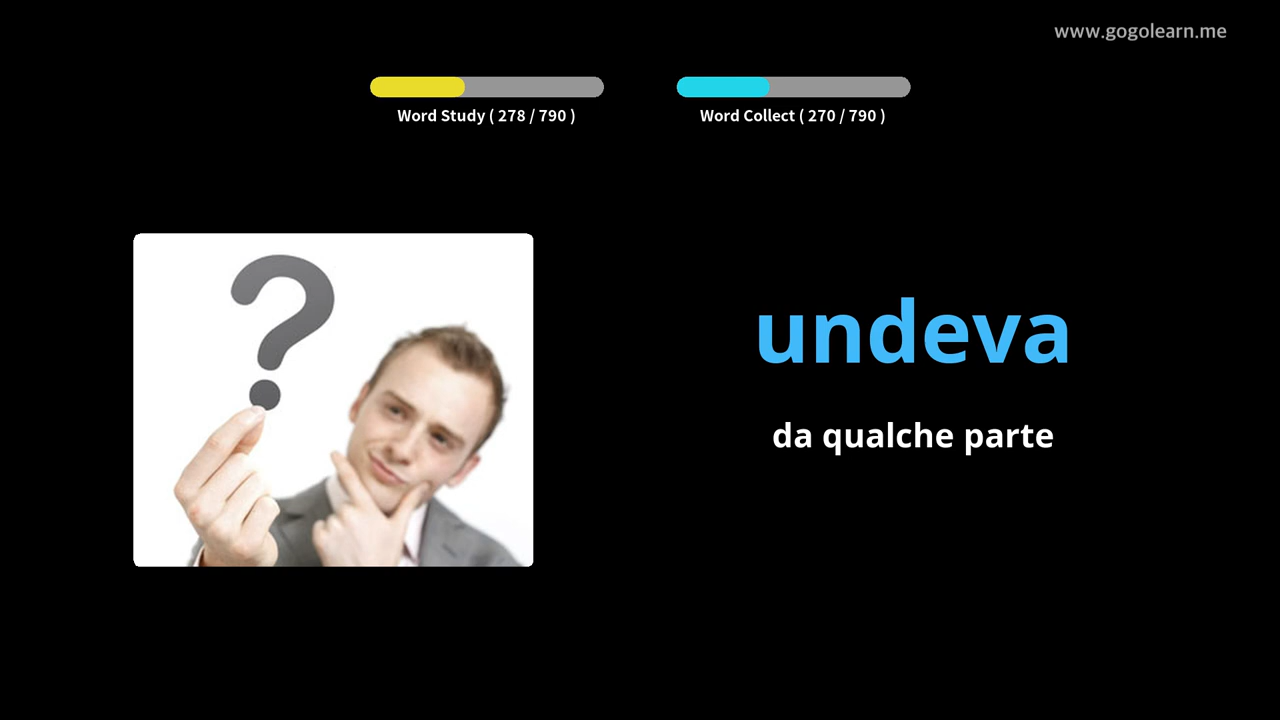 www.gogolearn.me
Word Study ( 278 / 790 )
Word Collect ( 270 / 790 )
undeva
da qualche parte